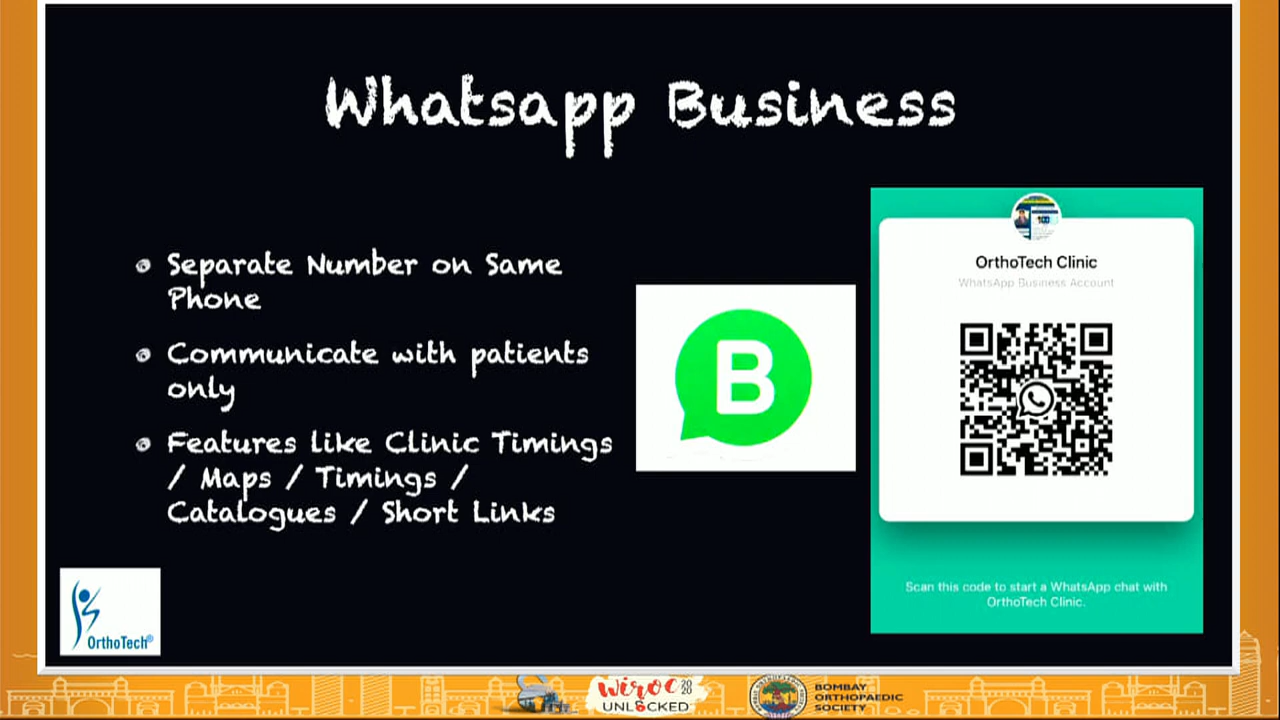 Whatsapp Business
Separate Number on Same
Phone
Communicate with patients
only
Features like Clinic Timings
/ Maps / Timings /
Catalogues / Short Links
B
OrthoTech Clinic
WhatsApp Business Account
Scan this code to start a WhatsApp chat with
OrthoTech Clinic.
OrthoTech®
WIROC 2020
UNLOCKED
BOMBAY
ORTHOPAEDIC
SOCIETY